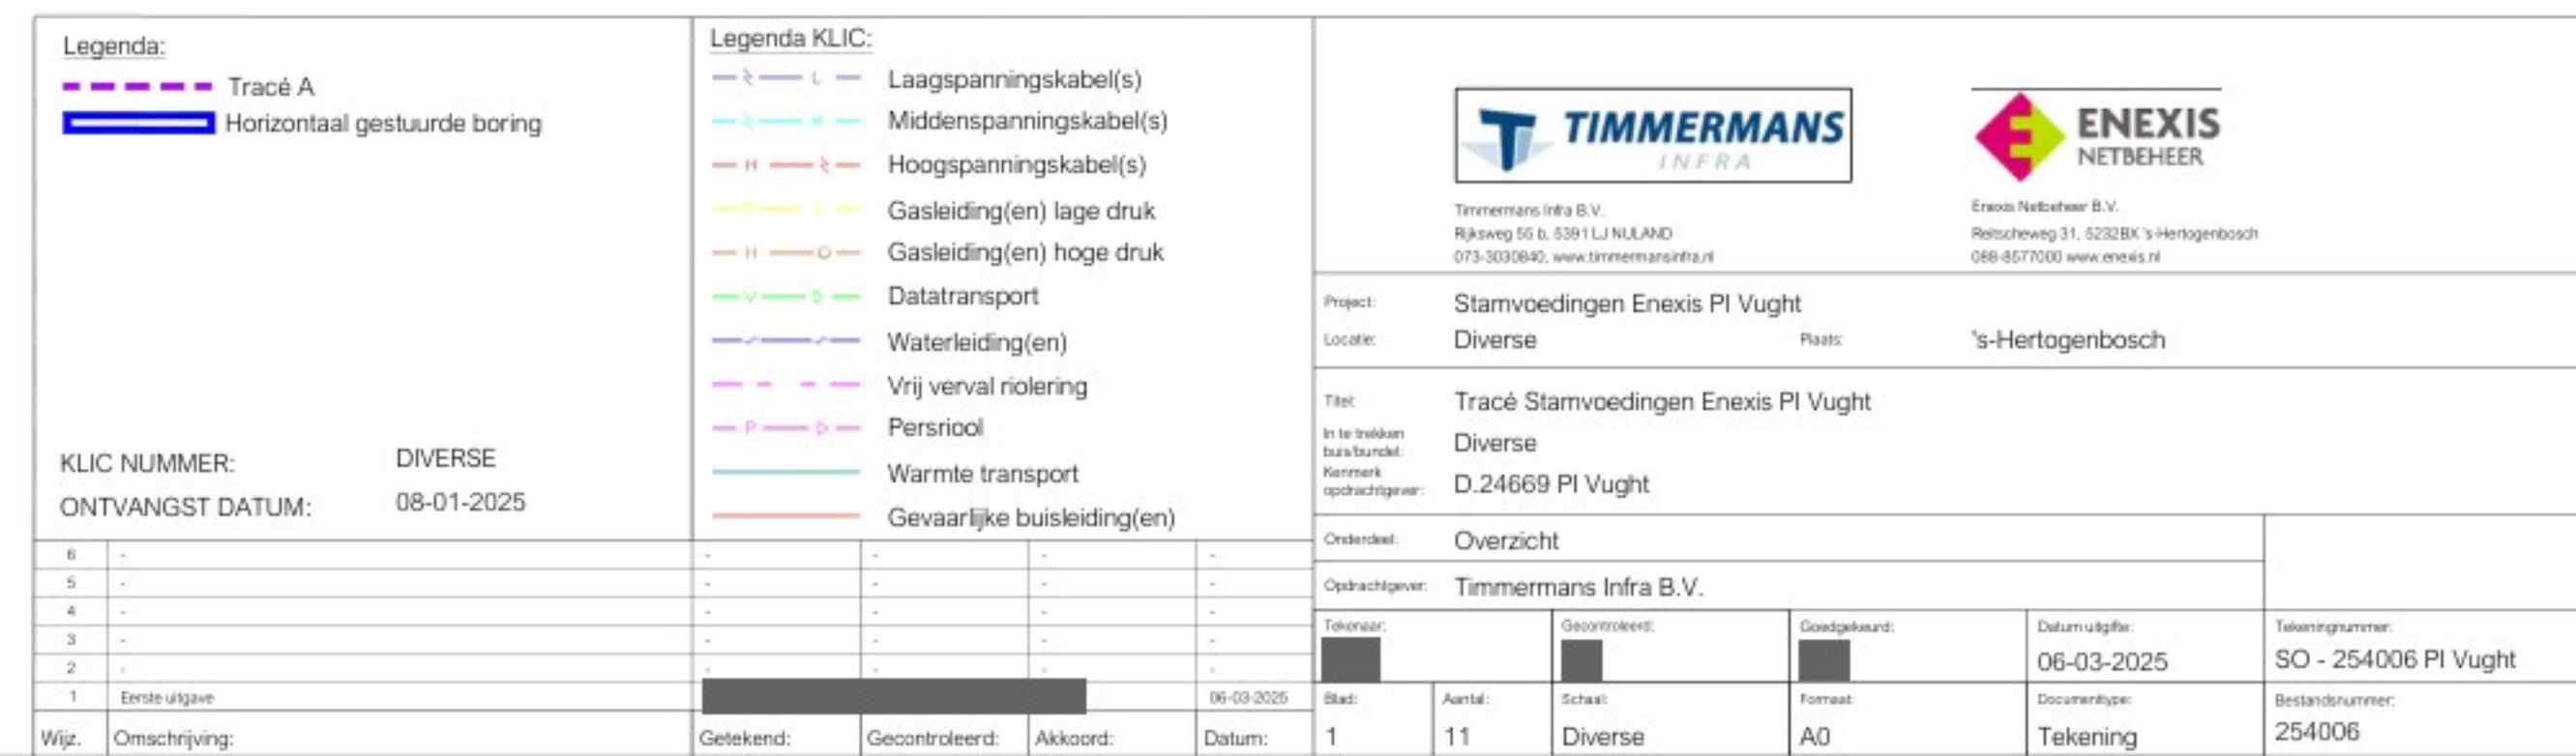 Legenda:
Tracé A
Horizontaal gestuurde boring
KLIC NUMMER: DIVERSE
ONTVANGST DATUM: 08-01-2025
Legenda KLIC:
L Laagspanningskabel(s)
M Middenspanningskabel(s)
H Hoogspanningskabel(s)
O L Gasleiding(en) lage druk
H O Gasleiding(en) hoge druk
V D Datatransport
Waterleiding(en)
Vrij verval riolering
P Persriool
Warmte transport
Gevaarlijke buisleiding(en)
6 - - - - -
5 - - - - -
4 - - - - -
3 - - - - -
2 - - - - -
1 Eerste uitgave 06-03-2025
Wijz. Omschrijving: Getekend: Gecontroleerd: Akkoord: Datum:
TIMMERMANS
INFRA
Timmermans Infra B.V.
Rijksweg 55 b, 5391 LJ NULAND
073-3030840, www.timmermansinfra.nl
ENEXIS
NETBEHEER
Enexis Netbeheer B.V.
Reitscheweg 31, 5232BX 's-Hertogenbosch
088-8577000 www.enexis.nl
Project: Stamvoedingen Enexis PI Vught
Locatie: Diverse Plaats: 's-Hertogenbosch
Titel: Tracé Stamvoedingen Enexis PI Vught
In te trekken
buis/bundel: Diverse
Kenmerk
opdrachtgever: D.24669 PI Vught
Onderdeel: Overzicht
Opdrachtgever: Timmermans Infra B.V.
Tekenaar: Gecontroleerd: Goedgekeurd: Datum uitgifte: Tekeningnummer:
06-03-2025 SO - 254006 PI Vught
Blad: Aantal: Schaal: Formaat: Documenttype: Bestandsnummer:
1 11 Diverse A0 Tekening 254006